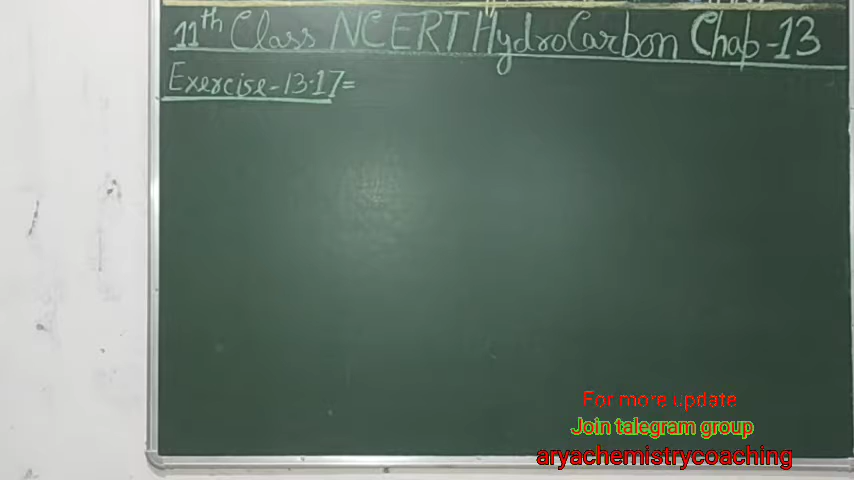 11th Class NCERT HydroCarbon Chap-13
Exercise-13.17=
For more update
Join talegram group
aryachemistrycoaching